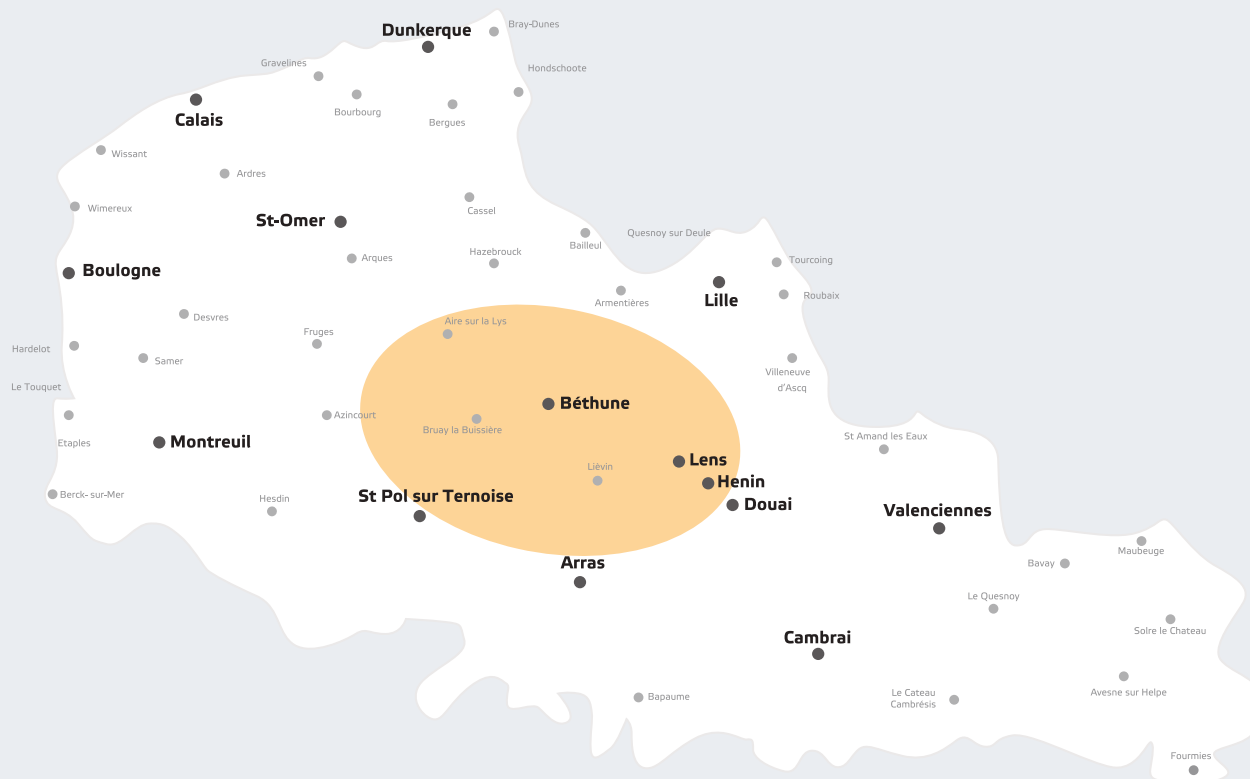 Bray-Dunes
Dunkerque
Gravelines
Hondschoote
Bourbourg
Calais
Bergues
Wissant
Ardres
Wimereux
Cassel
St-Omer
Quesnoy sur Deule
Bailleul
Hazebrouck
Arques
Tourcoing
Boulogne
Roubaix
Armentières
Lille
Desvres
Aire sur la Lys
Fruges
Hardelot
Samer
Villeneuve
d'Ascq
Le Touquet
Béthune
Azincourt
Bruay la Buissière
St Amand les Eaux
Etaples
Montreuil
Lens
Liévin
Henin
Berck- sur-Mer
Hesdin
St Pol sur Ternoise
Douai
Valenciennes
Maubeuge
Arras
Bavay
Le Quesnoy
Solre le Chateau
Cambrai
Bapaume
Le Cateau
Cambrésis
Avesne sur Helpe
Fourmies